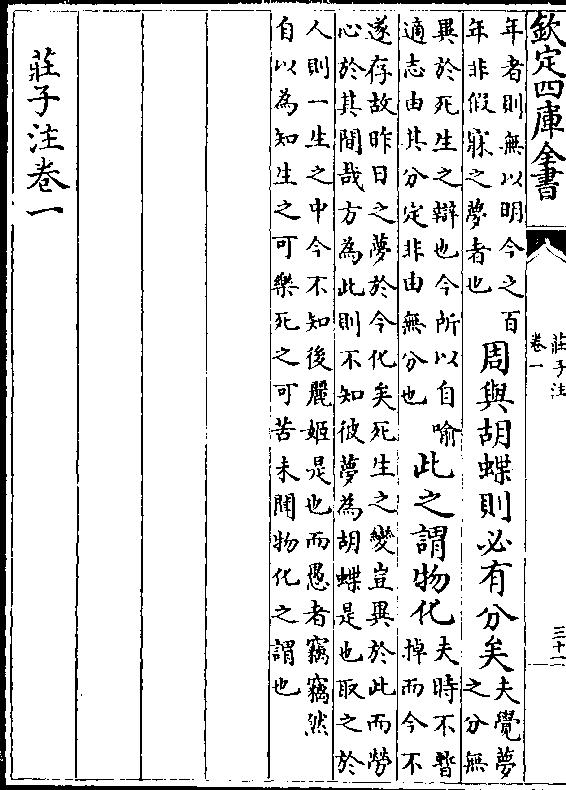 欽定四庫全書
莊子注
卷一
三十二
年者則無以明今之百
年非假寐之夢者也
周與胡蝶則必有分矣
夫覺夢
之分無
異於死生之辯也今所以自喻
適志由其分定非由無分也
此之謂物化
夫時不暫
掉而今不
遂存故昨日之夢於今化矣死生之變豈異於此而勞
心於其間哉方為此則不知彼夢為胡蝶是也取之於
人則一生之中今不知後麗姬是也而愚者竊竊然
自以為知生之可樂死之可苦未聞物化之謂也
莊子注卷一